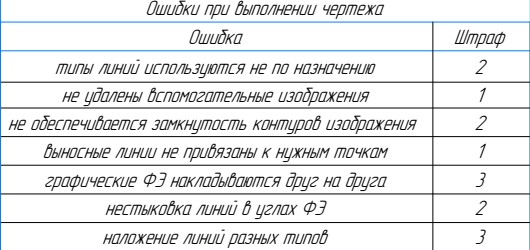 Ошибки при выполнении чертежа
Ошибка Штраф
типы линий используются не по назначению 2
не удалены вспомогательные изображения 1
не обеспечивается замкнутость контуров изображения 2
выносные линии не привязаны к нужным точкам 1
графические ФЭ накладываются друг на друга 3
нестыковка линий в углах ФЭ 2
наложение линий разных типов 3